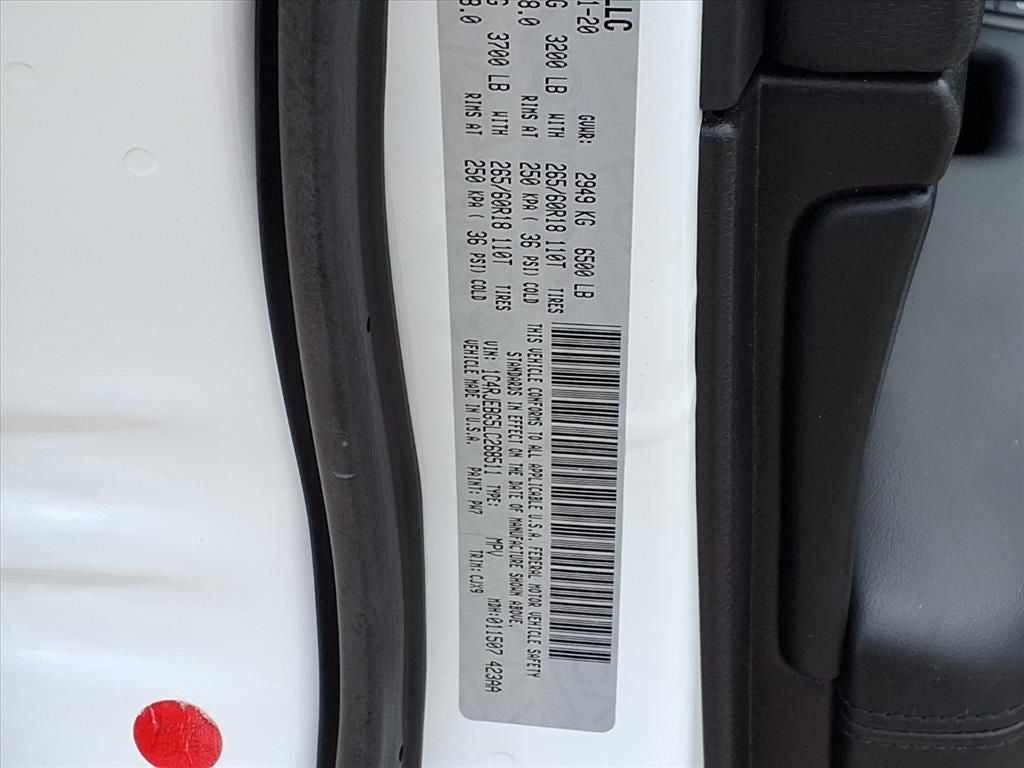 LLC
1-20
GVWR: 2949 KG 6500 LB
G 3200 LB WITH 265/60R18 110T TIRES
8.0 RIMS AT 250 KPA ( 36 PSI) COLD
G 3700 LB WITH 265/60R18 110T TIRES
8.0 RIMS AT 250 KPA ( 36 PSI) COLD
THIS VEHICLE CONFORMS TO ALL APPLICABLE U.S.A. FEDERAL MOTOR VEHICLE SAFETY
STANDARDS IN EFFECT ON THE DATE OF MANUFACTURE SHOWN ABOVE.
VIN: 1C4RJEBG5LC268511 TYPE: MPV MDH:011507 423AA
VEHICLE MADE IN U.S.A. PAINT: PW7 TRIM:CJX9